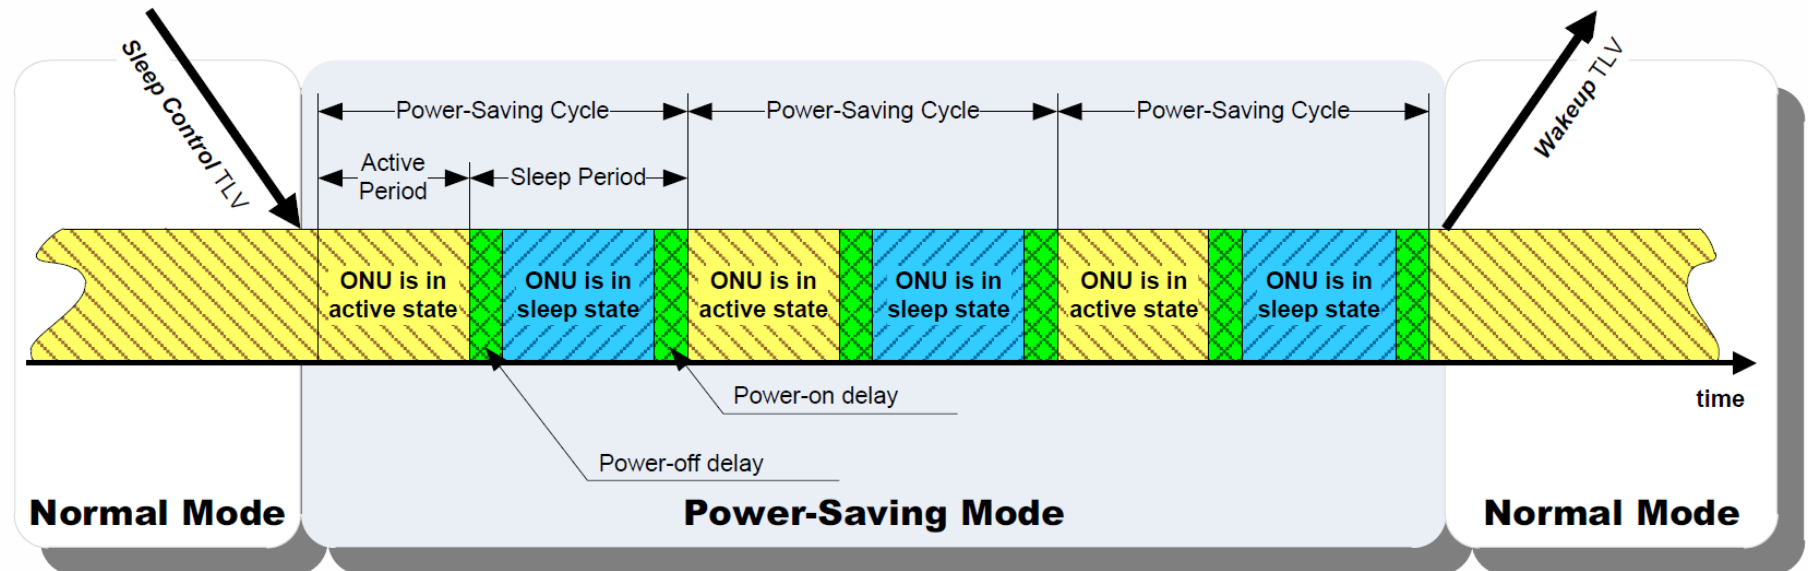 Sleep Control TLV
Wakeup TLV
Power-Saving Cycle
Power-Saving Cycle
Power-Saving Cycle
Active
Period
Sleep Period
ONU is in
active state
ONU is in
sleep state
ONU is in
active state
ONU is in
sleep state
ONU is in
active state
ONU is in
sleep state
Power-on delay
time
Power-off delay
Normal Mode
Power-Saving Mode
Normal Mode